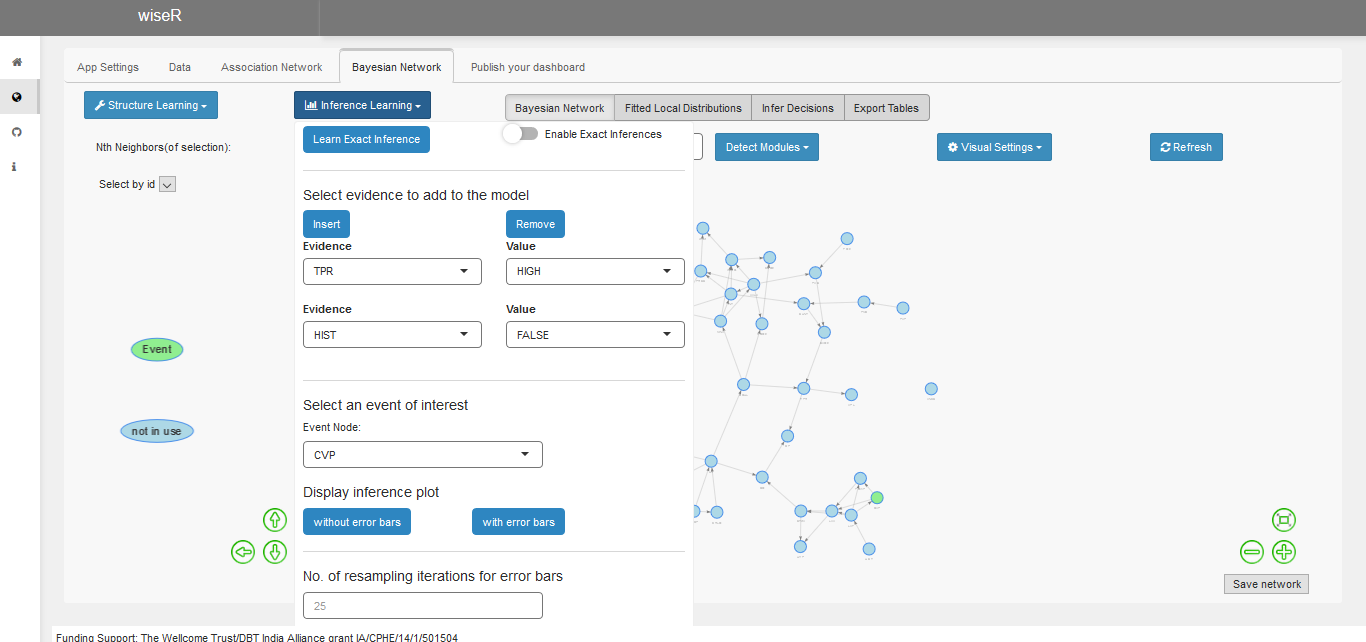 wiseR
App Settings Data Association Network Bayesian Network Publish your dashboard
Structure Learning Inference Learning Bayesian Network Fitted Local Distributions Infer Decisions Export Tables
Learn Exact Inference Enable Exact Inferences
Nth Neighbors(of selection): Detect Modules Visual Settings Refresh
Select by id
Select evidence to add to the model
Insert Remove
Evidence Value
TPR HIGH
Evidence Value
HIST FALSE
Event
Select an event of interest
Event Node:
not in use
CVP
Display inference plot
without error bars with error bars
No. of resampling iterations for error bars
Save network
25
Funding Support: The Wellcome Trust/DBT India Alliance grant IA/CPHE/14/1/501504